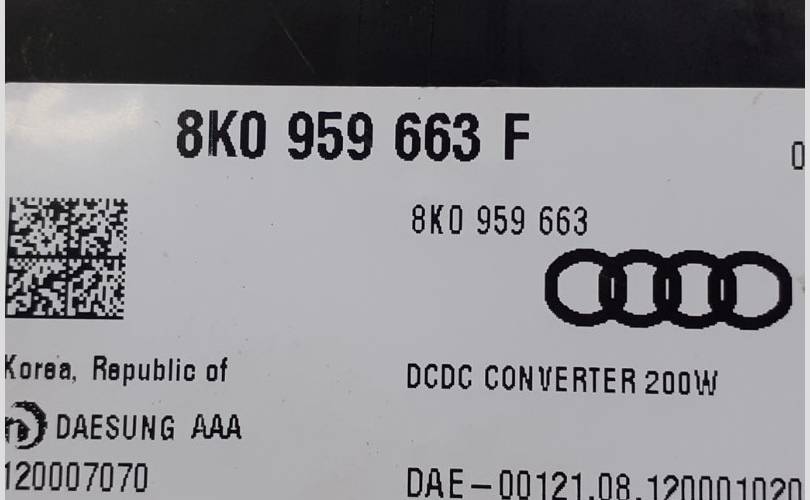 8K0 959 663 F
0
8K0 959 663
Korea, Republic of
DCDC CONVERTER 200W
DAESUNG AAA
120007070
DAE-00121.08.120001020